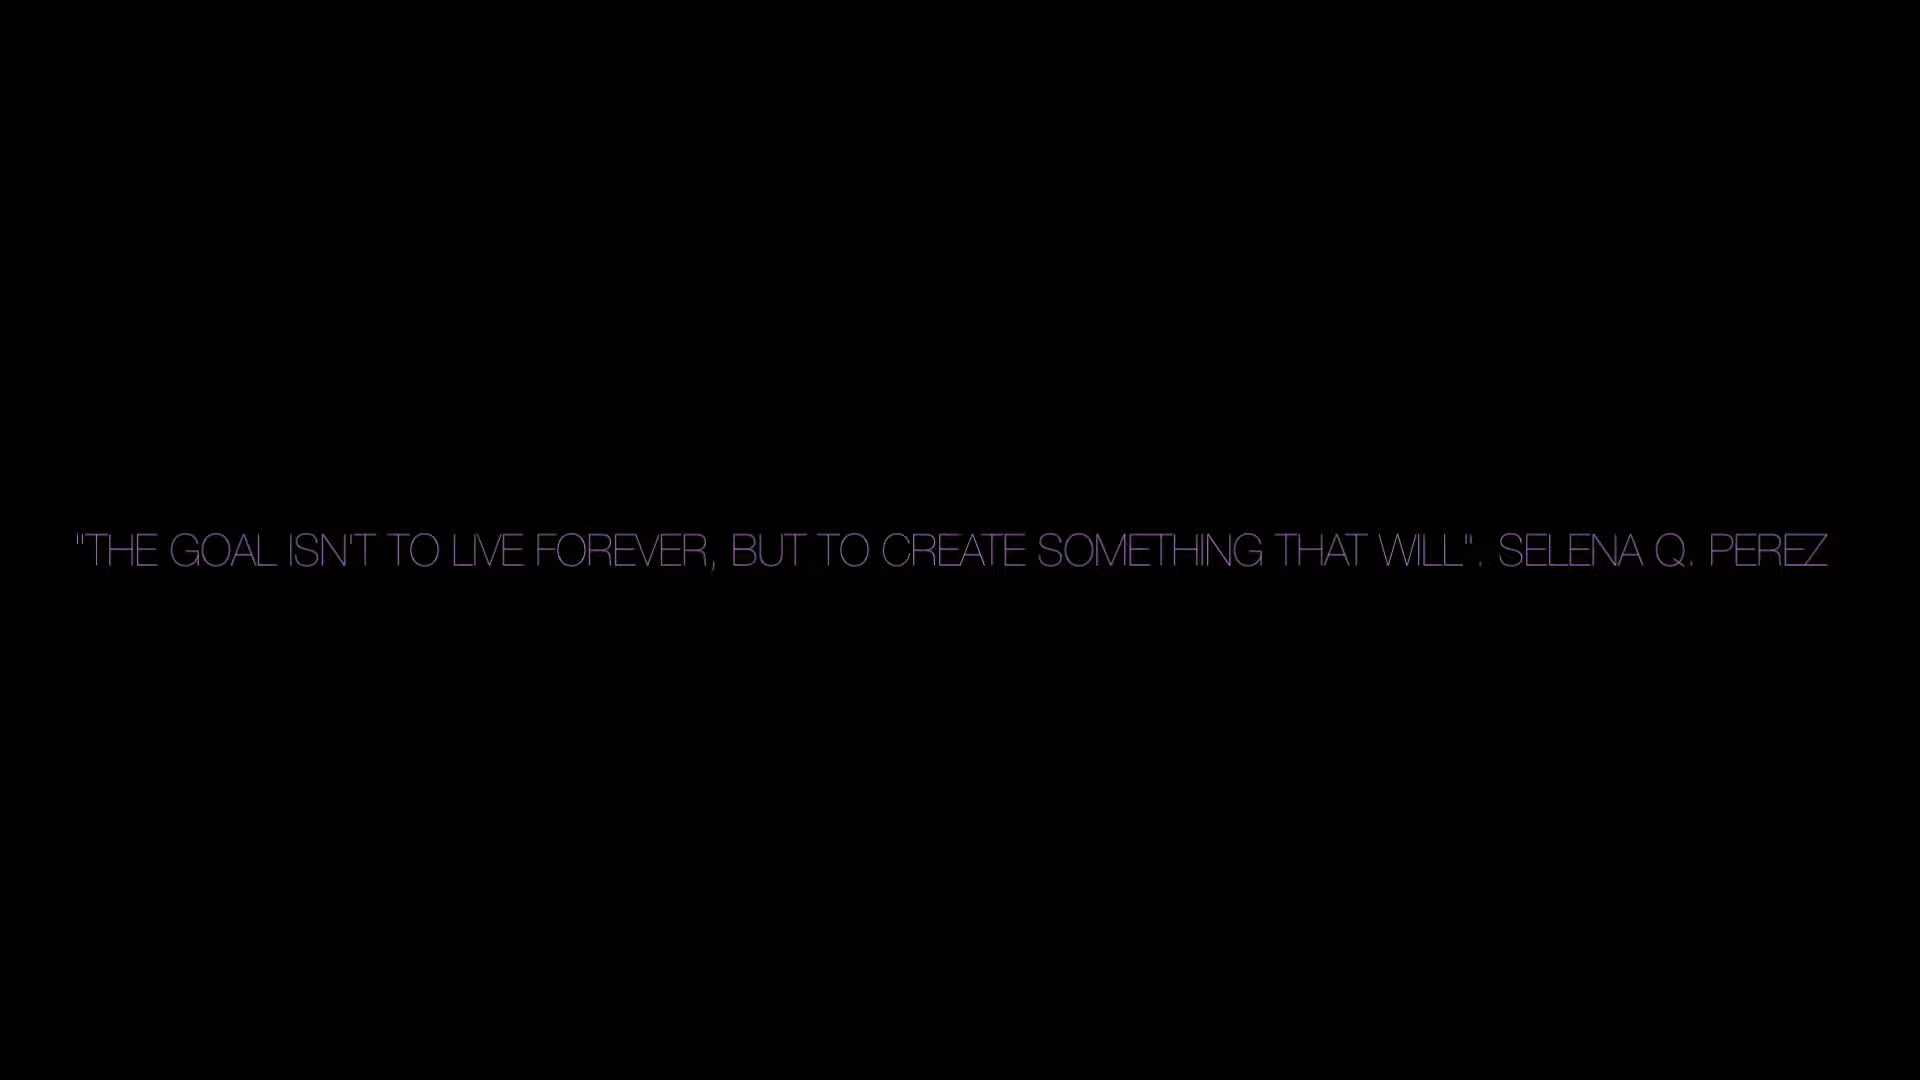 "THE GOAL ISN'T TO LIVE FOREVER, BUT TO CREATE SOMETHING THAT WILL". SELENA Q. PEREZ